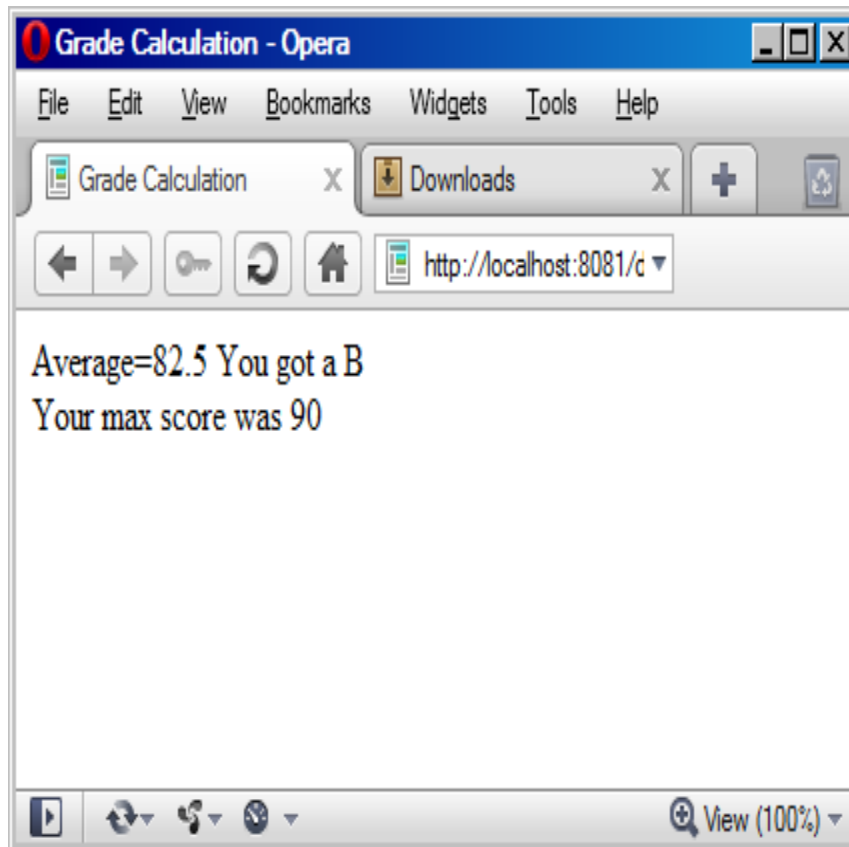 Grade Calculation - Opera
File Edit View Bookmarks Widgets Tools Help
Grade Calculation Downloads
http://localhost:8081/d
Average=82.5 You got a B
Your max score was 90
View (100%)